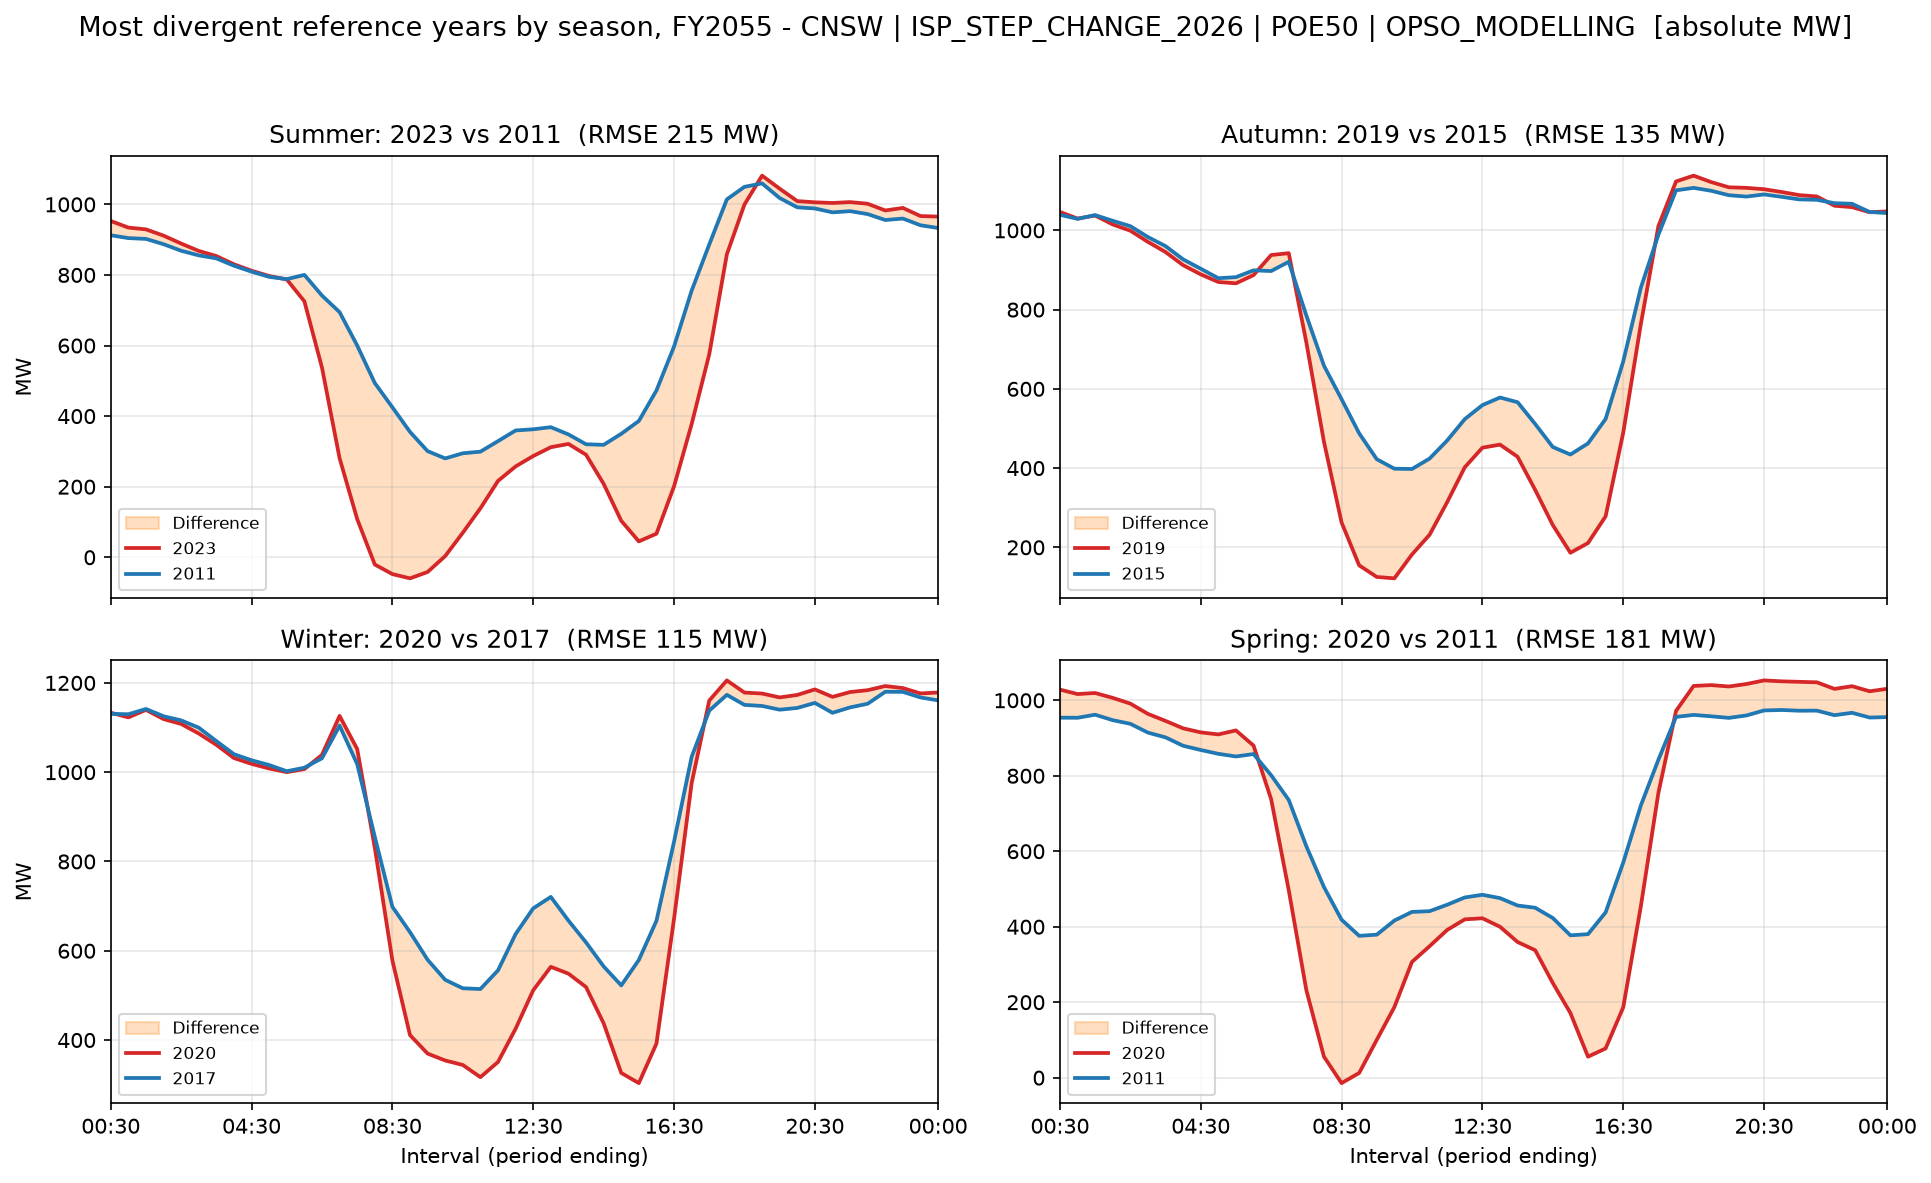 Most divergent reference years by season, FY2055 - CNSW | ISP_STEP_CHANGE_2026 | POE50 | OPSO_MODELLING  [absolute MW]
Summer: 2023 vs 2011  (RMSE 215 MW)
MW
1000
800
600
400
200
0
Difference
2023
2011
Autumn: 2019 vs 2015  (RMSE 135 MW)
1000
800
600
400
200
Difference
2019
2015
Winter: 2020 vs 2017  (RMSE 115 MW)
MW
1200
1000
800
600
400
Difference
2020
2017
00:30 04:30 08:30 12:30 16:30 20:30 00:00
Interval (period ending)
Spring: 2020 vs 2011  (RMSE 181 MW)
1000
800
600
400
200
0
Difference
2020
2011
00:30 04:30 08:30 12:30 16:30 20:30 00:00
Interval (period ending)